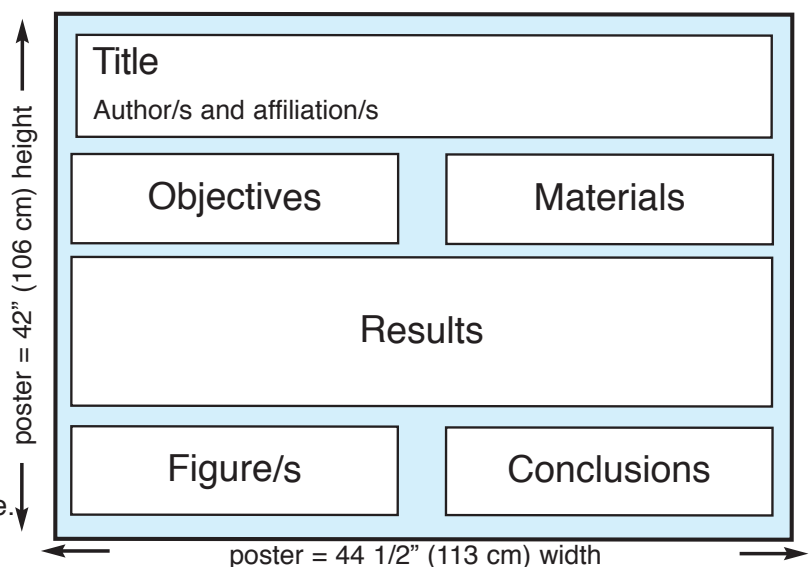 Title
Author/s and affiliation/s
poster = 42” (106 cm) height
Objectives
Materials
Results
Figure/s
Conclusions
e.
poster = 44 1/2” (113 cm) width